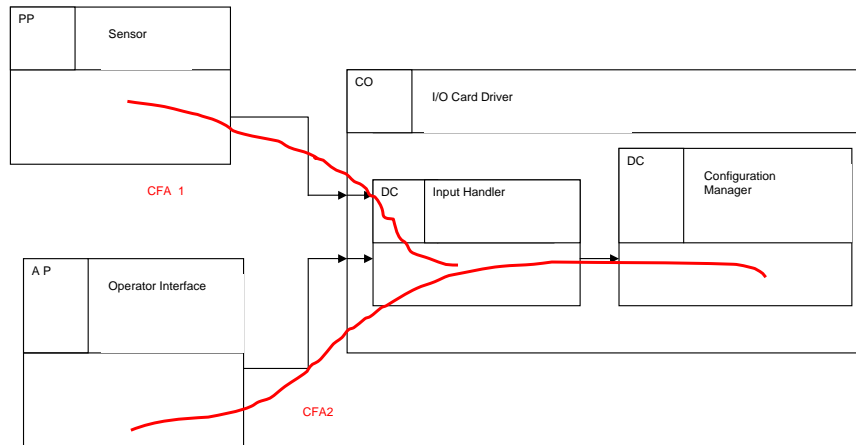 PP
Sensor
CO
I/O Card Driver
DC
Configuration
Manager
CFA 1
DC
Input Handler
A P
Operator Interface
CFA2